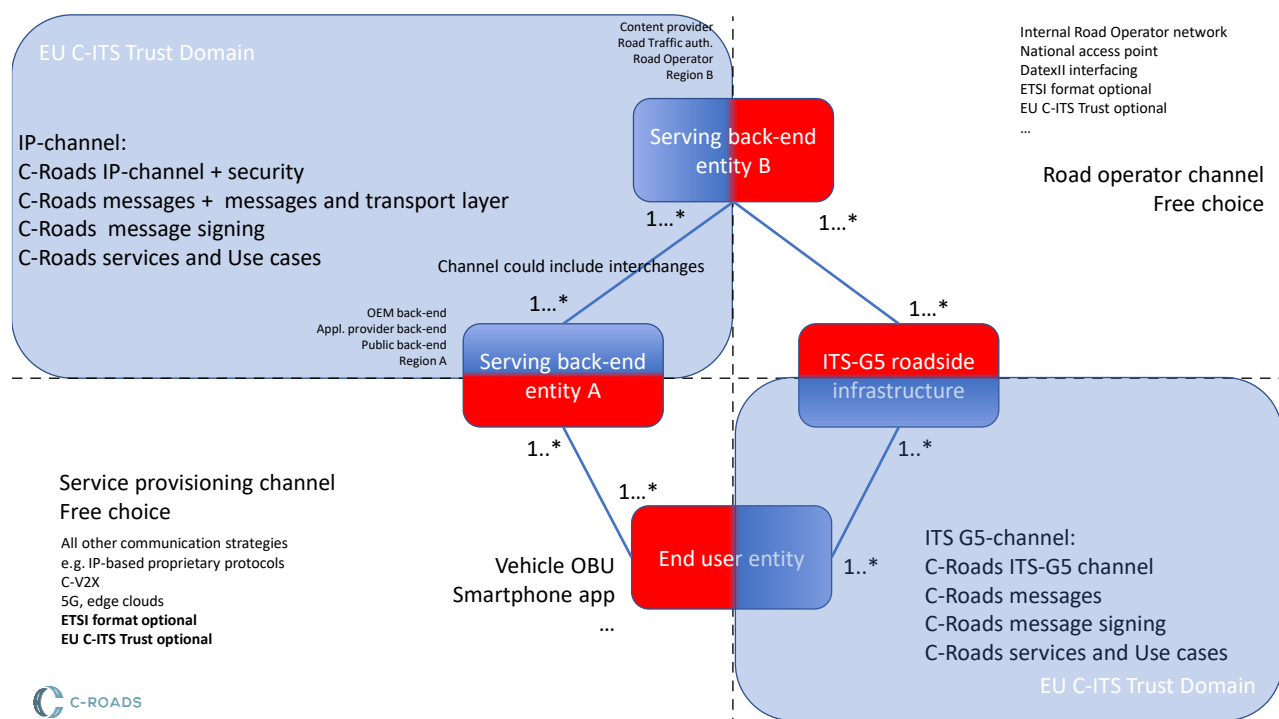 EU C-ITS Trust Domain
Content provider
Road Traffic auth.
Road Operator
Region B
Internal Road Operator network
National access point
DatexII interfacing
ETSI format optional
EU C-ITS Trust optional
...
IP-channel:
C-Roads IP-channel + security
C-Roads messages + messages and transport layer
C-Roads message signing
C-Roads services and Use cases
Serving back-end
entity B
Road operator channel
Free choice
1...*
1...*
Channel could include interchanges
1...*
1...*
OEM back-end
Appl. provider back-end
Public back-end
Region A
Serving back-end
entity A
ITS-G5 roadside
infrastructure
1..*
1..*
Service provisioning channel
Free choice
All other communication strategies
e.g. IP-based proprietary protocols
C-V2X
5G, edge clouds
ETSI format optional
EU C-ITS Trust optional
1...*
Vehicle OBU
Smartphone app
...
End user entity
1..*
ITS G5-channel:
C-Roads ITS-G5 channel
C-Roads messages
C-Roads message signing
C-Roads services and Use cases
EU C-ITS Trust Domain
C-ROADS